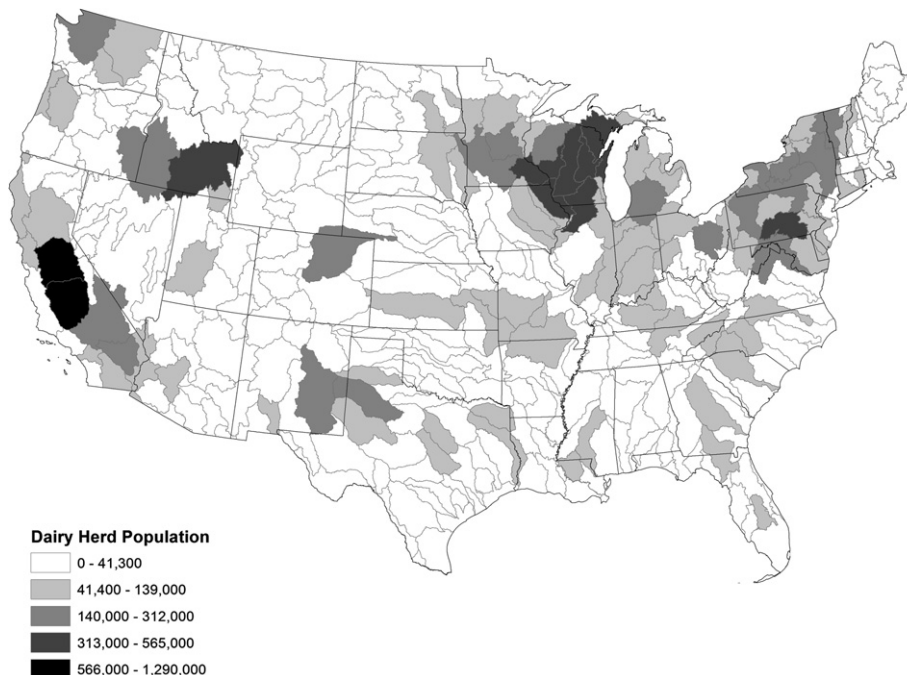 Dairy Herd Population
0 - 41,300
41,400 - 139,000
140,000 - 312,000
313,000 - 565,000
566,000 - 1,290,000